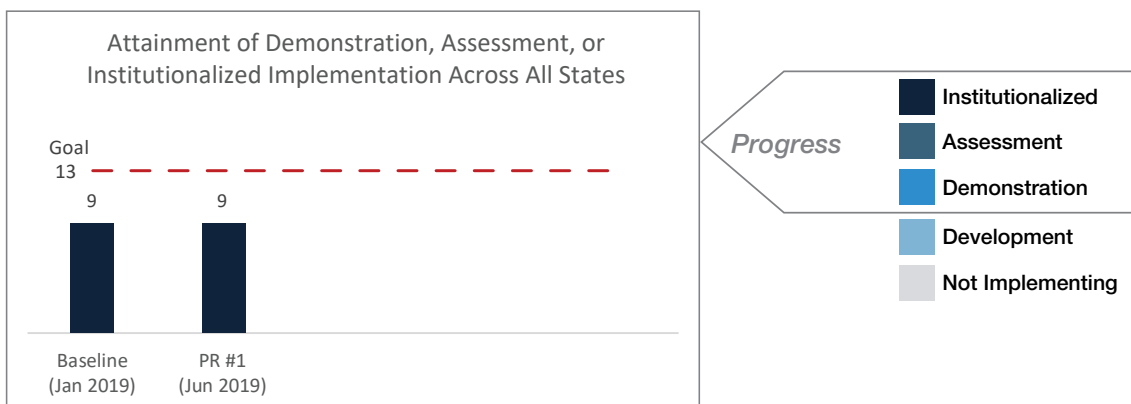 Attainment of Demonstration, Assessment, or
Institutionalized Implementation Across All States
Goal
13
9
9
Baseline
(Jan 2019)
PR #1
(Jun 2019)
Progress
Institutionalized
Assessment
Demonstration
Development
Not Implementing